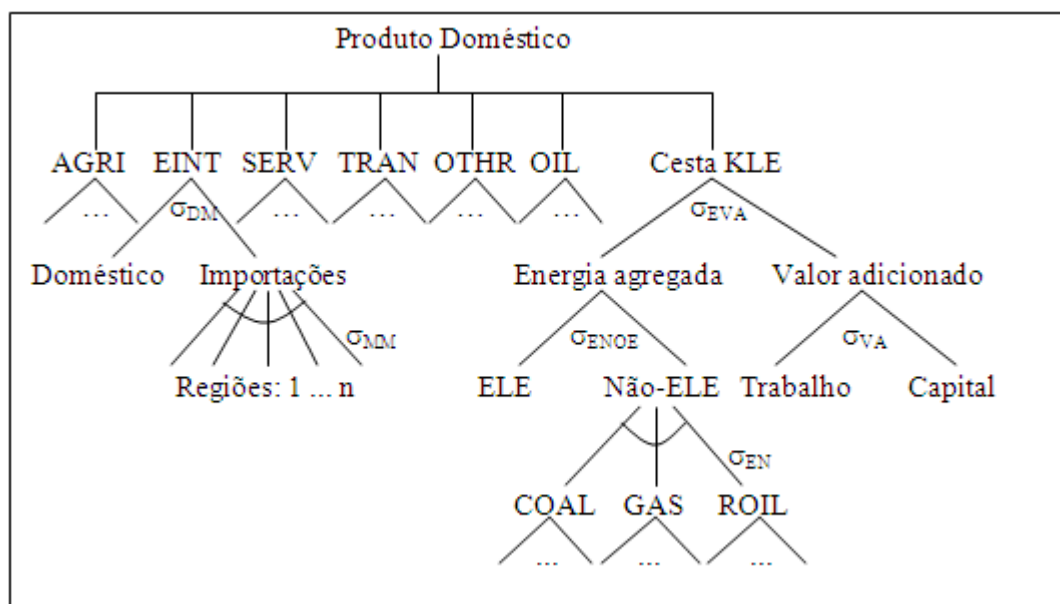 Produto Doméstico
AGRI EINT SERV TRAN OTHR OIL Cesta KLE
... σDM ... ... ... ... σEVA
Doméstico Importações Energia agregada Valor adicionado
σMM σENOE σVA
Regiões: 1 ... n ELE Não-ELE Trabalho Capital
σEN
COAL GAS ROIL
... ... ...